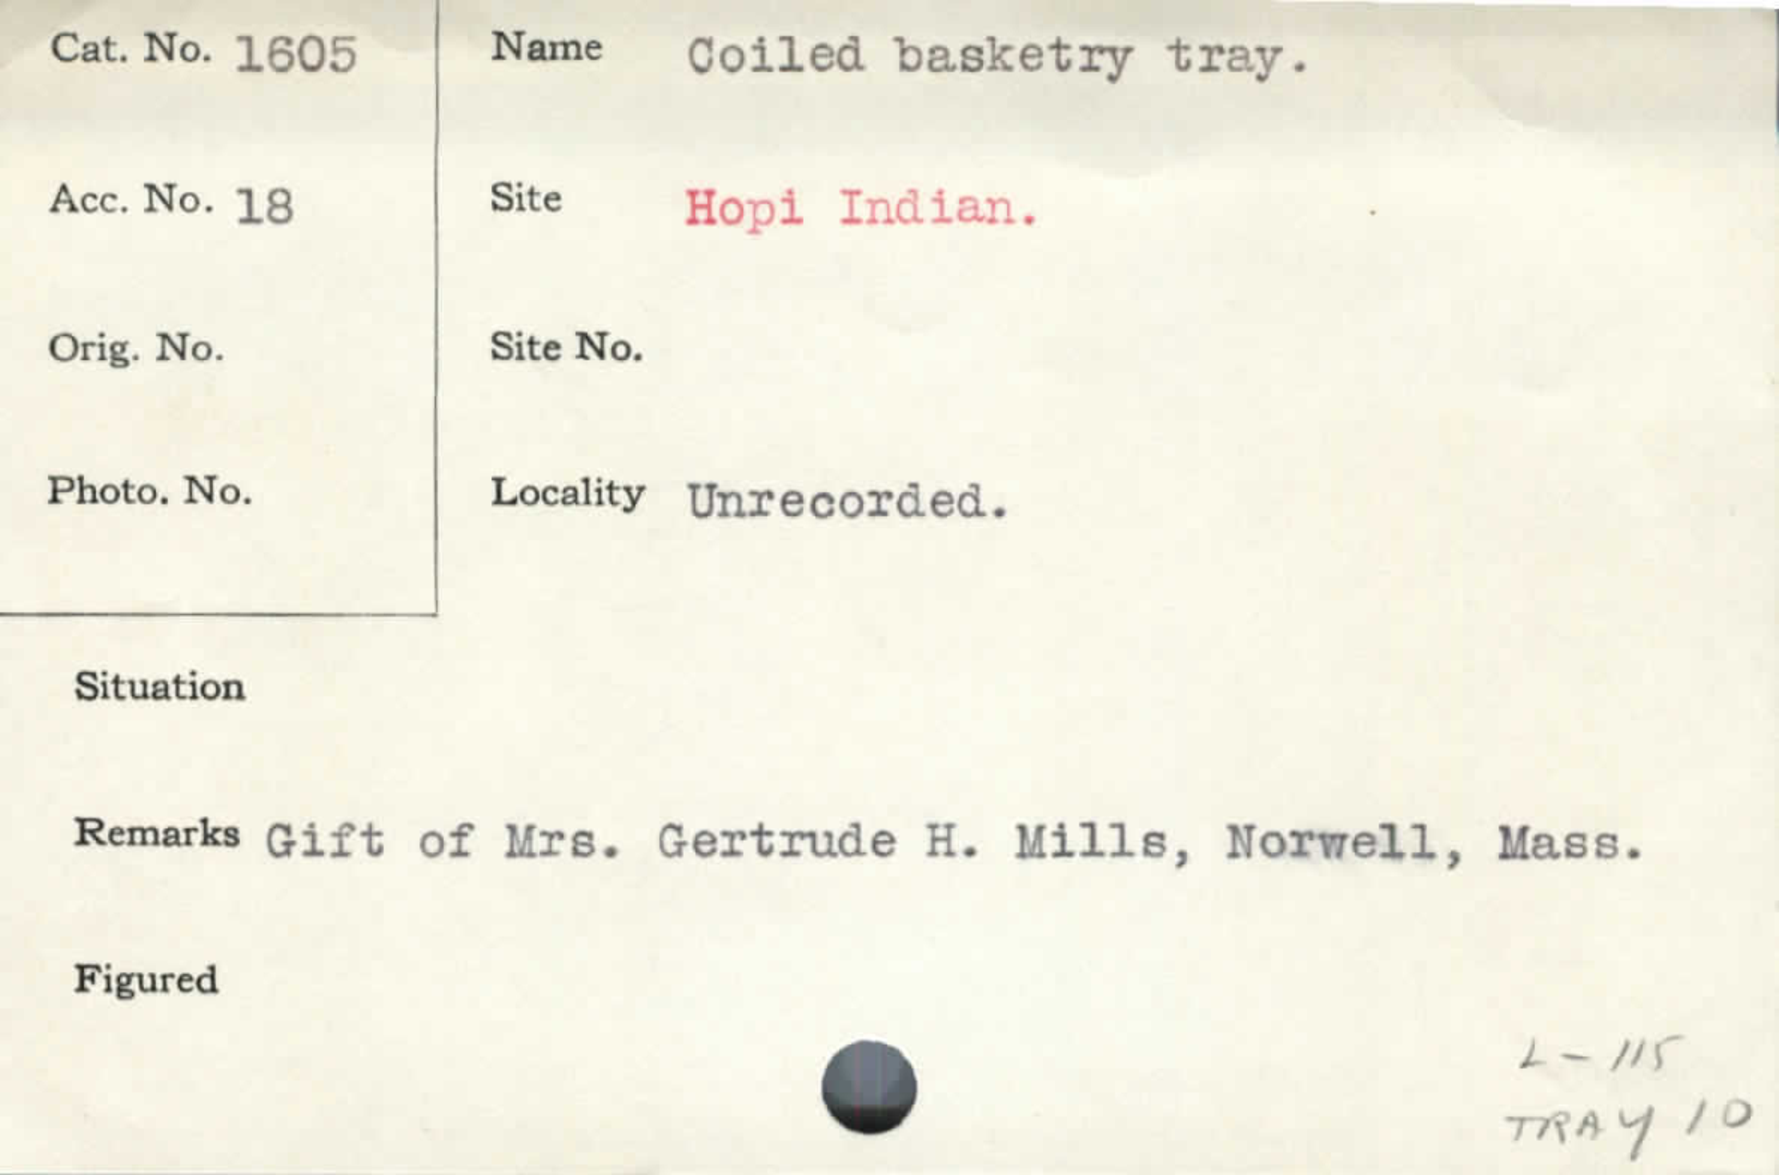 Cat. No. 1605
Name Coiled basketry tray.
Acc. No. 18
Site Hopi Indian.
Orig. No.
Site No.
Photo. No.
Locality Unrecorded.
Situation
Remarks Gift of Mrs. Gertrude H. Mills, Norwell, Mass.
Figured
L-115
TRAY 10